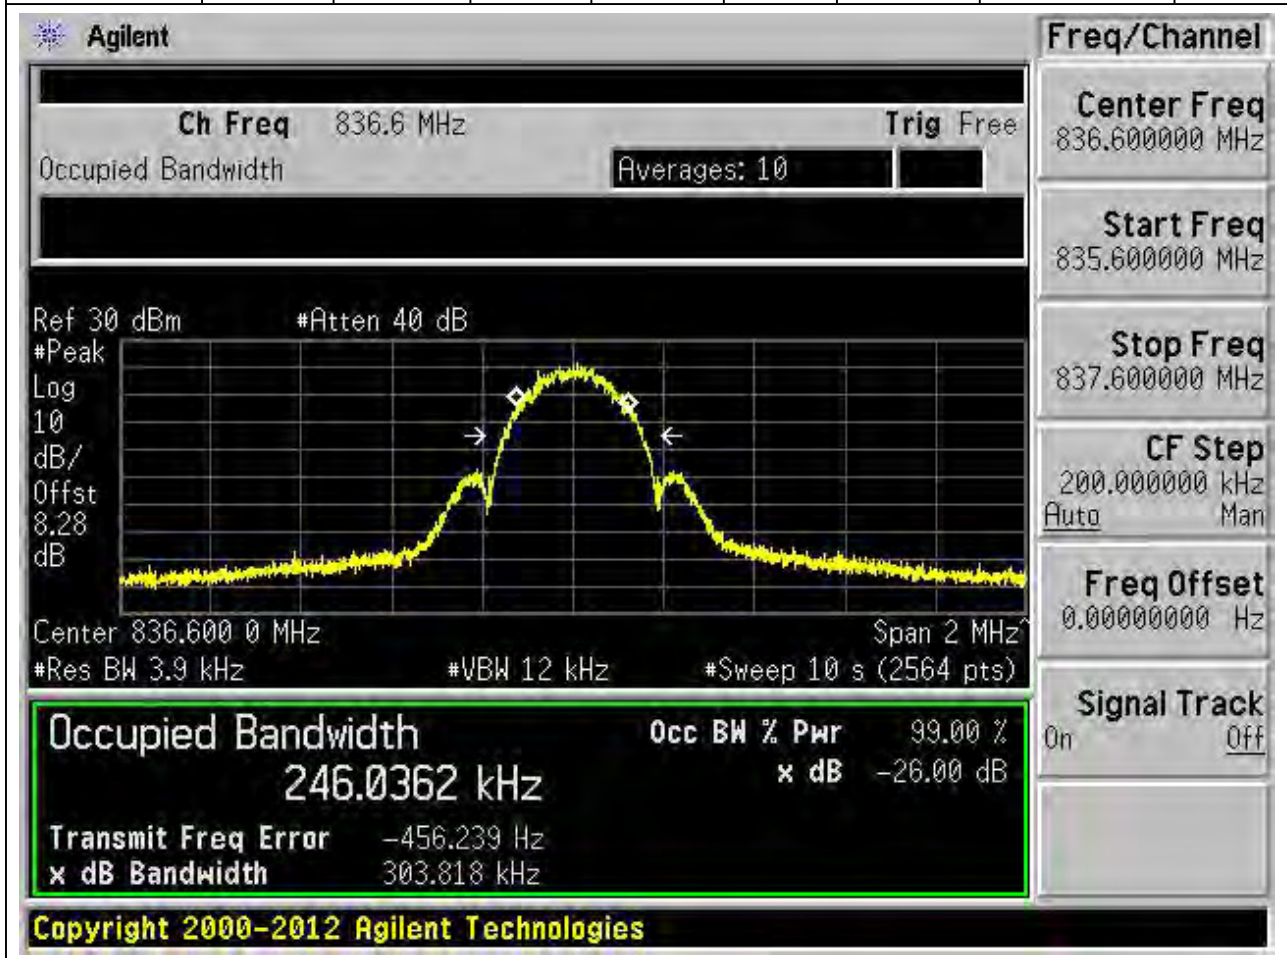 Agilent
Freq/Channel
Ch Freq 836.6 MHz Trig Free
Occupied Bandwidth Averages: 10
Center Freq
836.600000 MHz
Start Freq
835.600000 MHz
Stop Freq
837.600000 MHz
CF Step
200.000000 kHz
Auto Man
Freq Offset
0.00000000 Hz
Signal Track
On Off
Ref 30 dBm #Atten 40 dB
#Peak
Log
10
dB/
Offst
8.28
dB
Center 836.600 0 MHz Span 2 MHz^
#Res BW 3.9 kHz #VBW 12 kHz #Sweep 10 s (2564 pts)
Occupied Bandwidth Occ BW % Pwr 99.00 %
246.0362 kHz x dB -26.00 dB
Transmit Freq Error -456.239 Hz
x dB Bandwidth 303.818 kHz
Copyright 2000-2012 Agilent Technologies